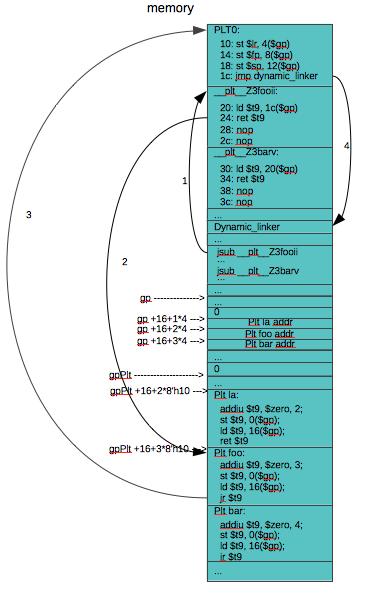 memory
PLT0:
10: st $lr, 4($gp)
14: st $fp, 8($gp)
18: st $sp, 12($gp)
1c: jmp dynamic_linker
__plt__Z3fooii:
20: ld $t9, 1c($gp)
24: ret $t9
28: nop
2c: nop
__plt__Z3barv:
30: ld $t9, 20($gp)
34: ret $t9
38: nop
3c: nop
...
Dynamic_linker
...
jsub __plt__Z3fooii
...
jsub __plt__Z3barv
...
...
gp -------------->
...
0
gp +16+1*4 --->
Plt la addr
gp +16+2*4 --->
Plt foo addr
gp +16+3*4 --->
Plt bar addr
...
gpPlt -------------------->
0
...
gpPlt +16+2*8'h10 --->
Plt la:
addiu $t9, $zero, 2;
st $t9, 0($gp);
ld $t9, 16($gp);
ret $t9
gpPlt +16+3*8'h10 --->
Plt foo:
addiu $t9, $zero, 3;
st $t9, 0($gp);
ld $t9, 16($gp);
jr $t9
Plt bar:
addiu $t9, $zero, 4;
st $t9, 0($gp);
ld $t9, 16($gp);
jr $t9
...
1
2
3
4